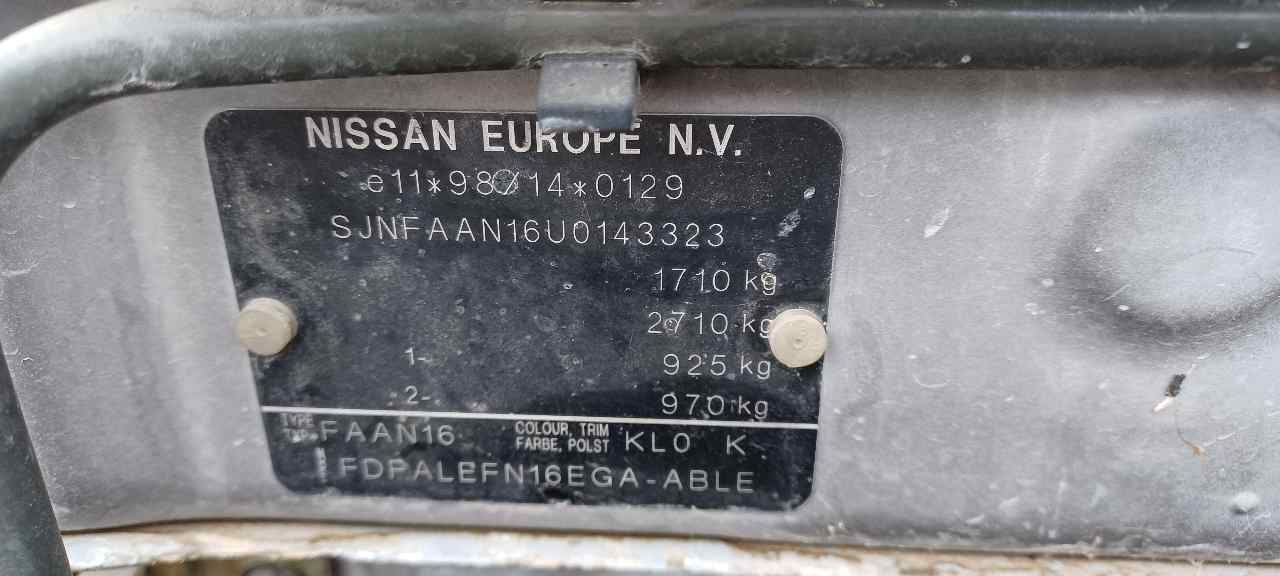 NISSAN EUROPE N.V.
e11*98/14*0129
SJNFAAN16U0143323
1710 kg
2710 kg
1- 925 kg
2- 970 kg
TYPE TYP. FAAN16 COLOUR, TRIM FARBE, POLST KL0 K
FDPALEFN16EGA-ABLE